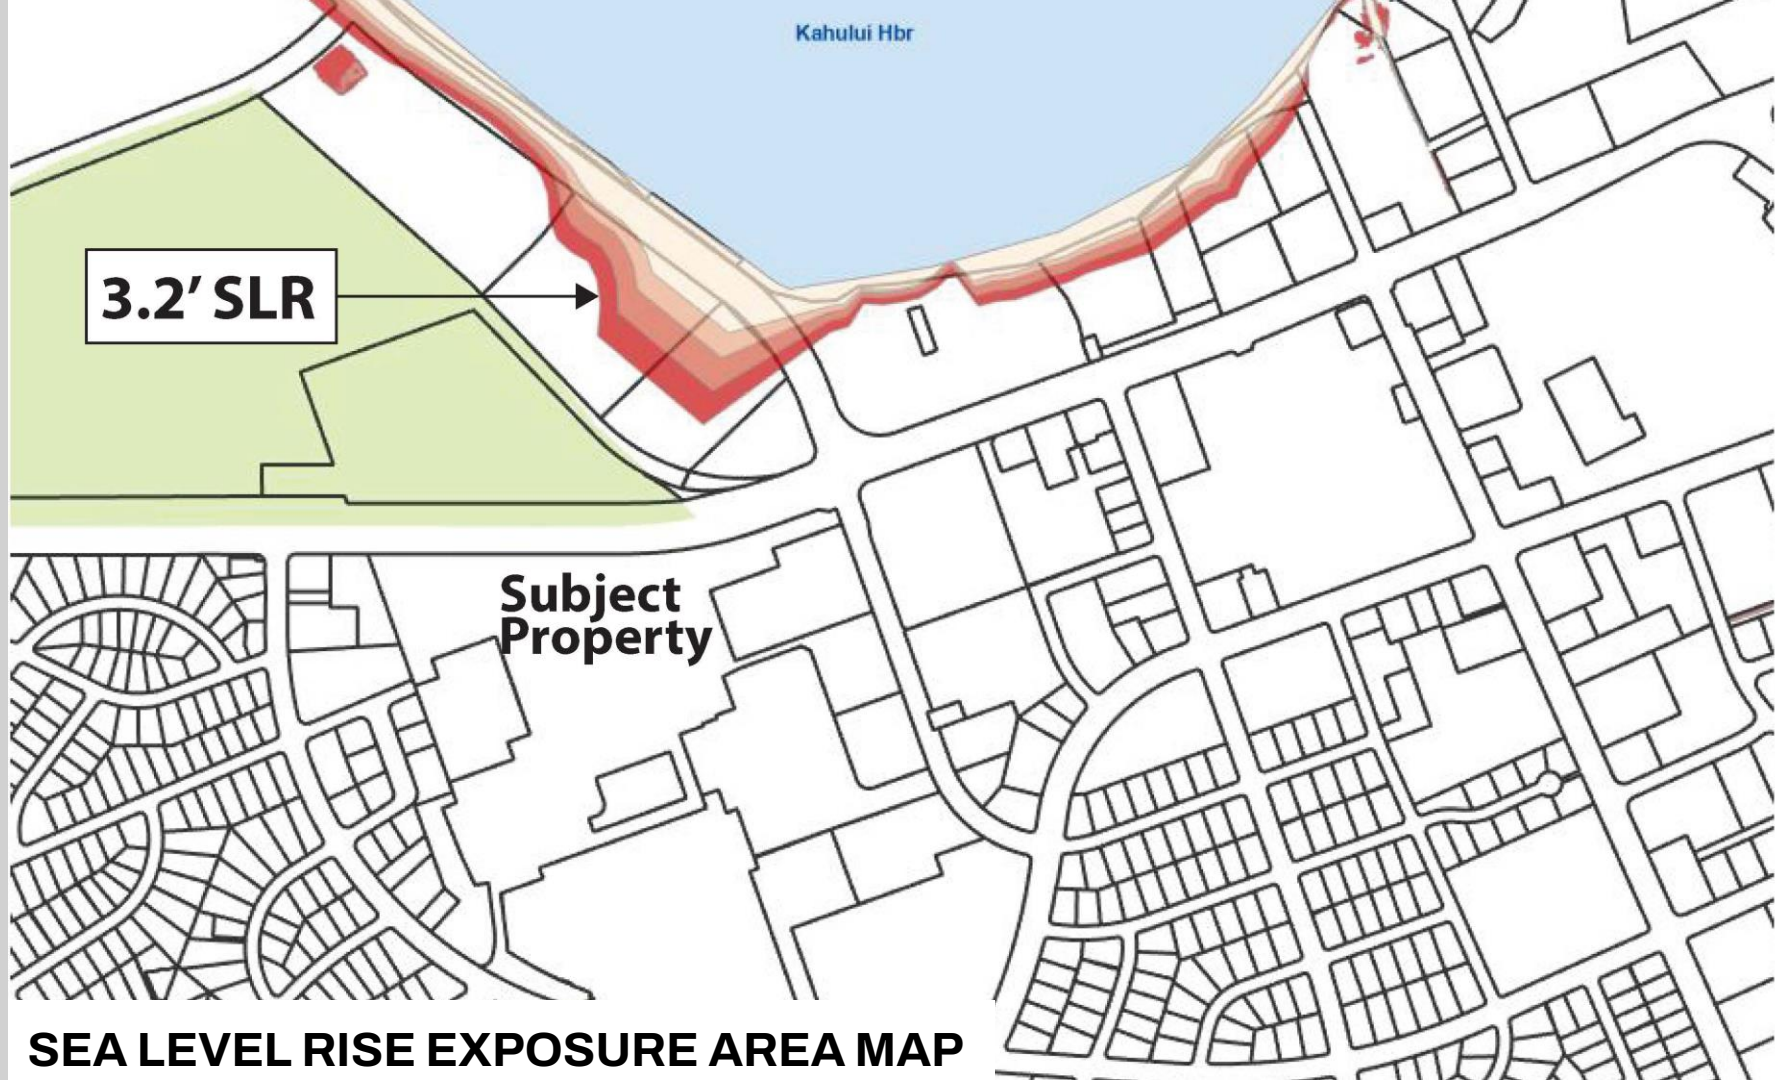 Kahului Hbr
3.2’ SLR
Subject
Property
SEA LEVEL RISE EXPOSURE AREA MAP